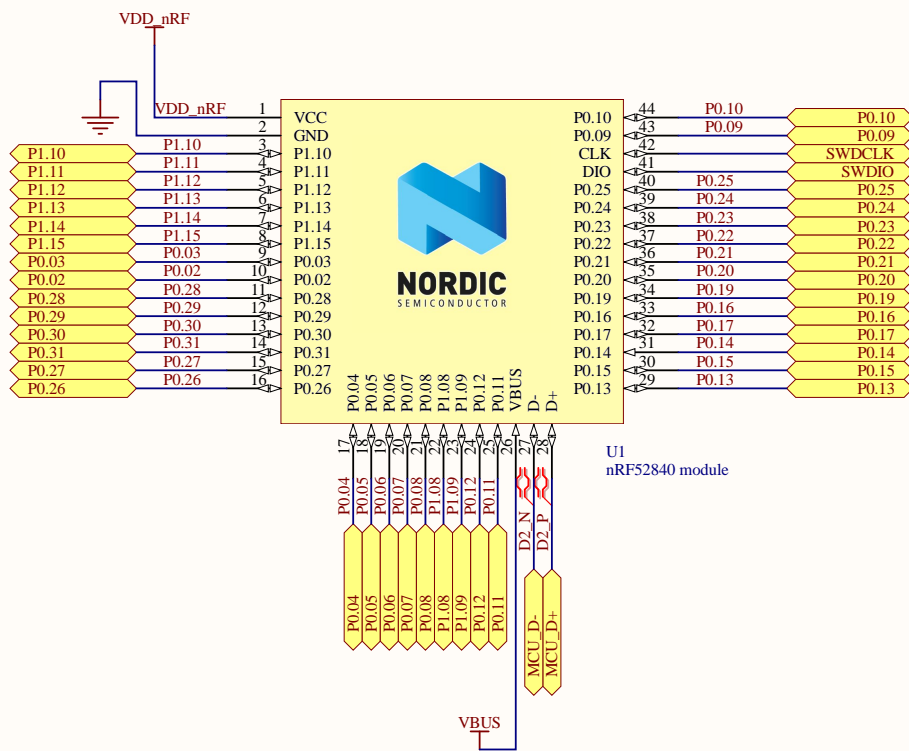 VDD_nRF
VDD_nRF 1 VCC P0.10 44 P0.10 P0.10
2 GND P0.09 43 P0.09 P0.09
P1.10 P1.10 3 P1.10 CLK 42 SWDCLK
P1.11 P1.11 4 P1.11 DIO 41 SWDIO
P1.12 P1.12 5 P1.12 P0.25 40 P0.25 P0.25
P1.13 P1.13 6 P1.13 P0.24 39 P0.24 P0.24
P1.14 P1.14 7 P1.14 P0.23 38 P0.23 P0.23
P1.15 P1.15 8 P1.15 P0.22 37 P0.22 P0.22
P0.03 P0.03 9 P0.03 P0.21 36 P0.21 P0.21
P0.02 P0.02 10 P0.02 P0.20 35 P0.20 P0.20
P0.28 P0.28 11 P0.28 P0.19 34 P0.19 P0.19
P0.29 P0.29 12 P0.29 P0.16 33 P0.16 P0.16
P0.30 P0.30 13 P0.30 P0.17 32 P0.17 P0.17
P0.31 P0.31 14 P0.31 P0.14 31 P0.14 P0.14
P0.27 P0.27 15 P0.27 P0.15 30 P0.15 P0.15
P0.26 P0.26 16 P0.26 P0.13 29 P0.13 P0.13
NORDIC
SEMICONDUCTOR
P0.04 P0.05 P0.06 P0.07 P0.08 P1.08 P1.09 P0.12 P0.11 VBUS D- D+
17 18 19 20 21 22 23 24 25 26 27 28
U1
nRF52840 module
P0.04 P0.05 P0.06 P0.07 P0.08 P1.08 P1.09 P0.12 P0.11 D2_N D2_P
P0.04 P0.05 P0.06 P0.07 P0.08 P1.08 P1.09 P0.12 P0.11 MCU_D- MCU_D+
VBUS